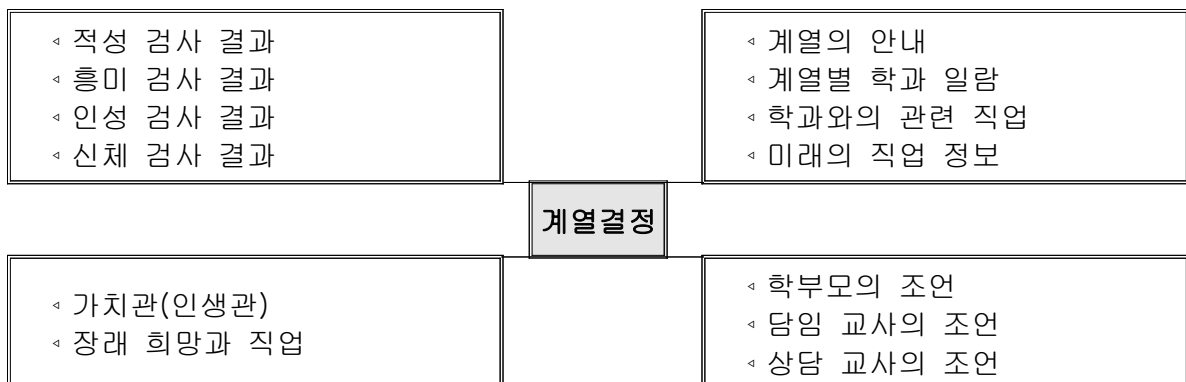 ◃ 적성 검사 결과
◃ 흥미 검사 결과
◃ 인성 검사 결과
◃ 신체 검사 결과
◃ 계열의 안내
◃ 계열별 학과 일람
◃ 학과와의 관련 직업
◃ 미래의 직업 정보
계열결정
◃ 가치관(인생관)
◃ 장래 희망과 직업
◃ 학부모의 조언
◃ 담임 교사의 조언
◃ 상담 교사의 조언